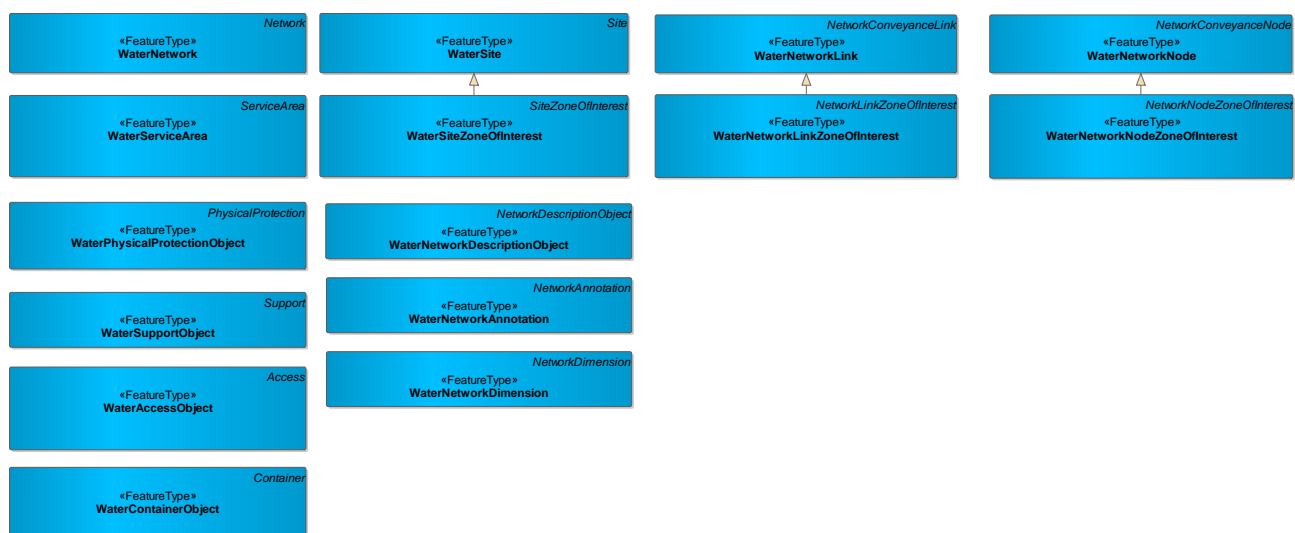 Network
«FeatureType»
WaterNetwork
Site
«FeatureType»
WaterSite
NetworkConveyanceLink
«FeatureType»
WaterNetworkLink
NetworkConveyanceNode
«FeatureType»
WaterNetworkNode
ServiceArea
«FeatureType»
WaterServiceArea
SiteZoneOfInterest
«FeatureType»
WaterSiteZoneOfInterest
NetworkLinkZoneOfInterest
«FeatureType»
WaterNetworkLinkZoneOfInterest
NetworkNodeZoneOfInterest
«FeatureType»
WaterNetworkNodeZoneOfInterest
PhysicalProtection
«FeatureType»
WaterPhysicalProtectionObject
NetworkDescriptionObject
«FeatureType»
WaterNetworkDescriptionObject
Support
«FeatureType»
WaterSupportObject
NetworkAnnotation
«FeatureType»
WaterNetworkAnnotation
Access
«FeatureType»
WaterAccessObject
NetworkDimension
«FeatureType»
WaterNetworkDimension
Container
«FeatureType»
WaterContainerObject